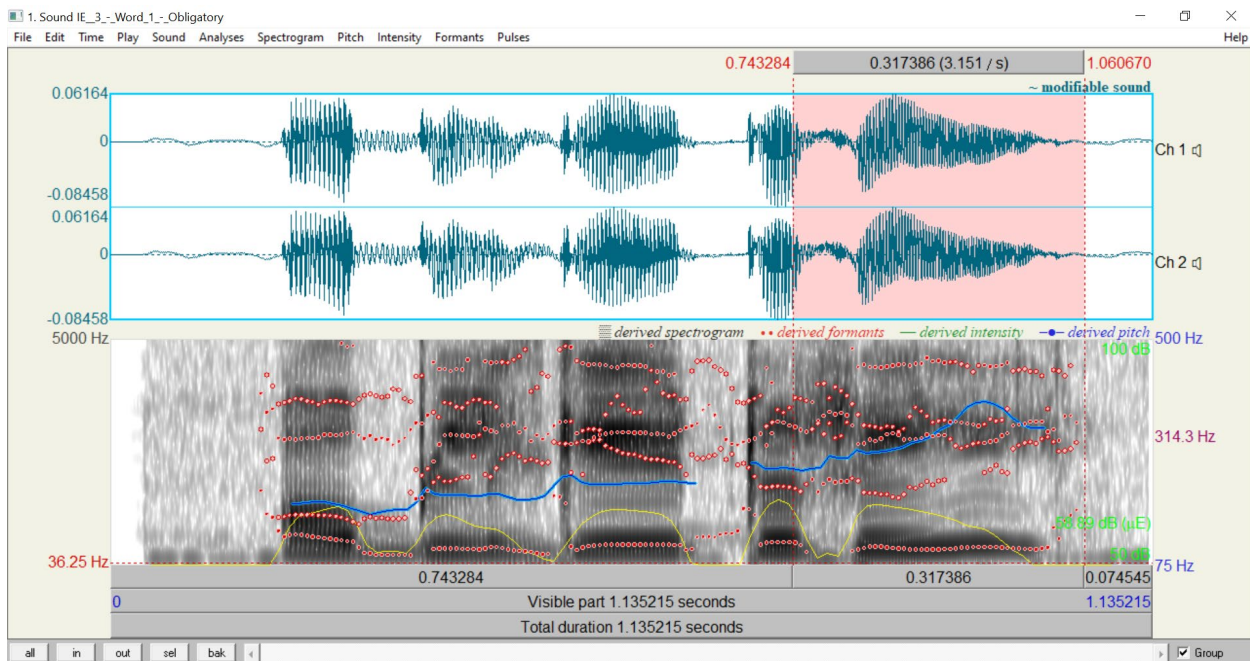 1. Sound IE__3_-_Word_1_-_Obligatory
File Edit Time Play Sound Analyses Spectrogram Pitch Intensity Formants Pulses Help
0.743284 0.317386 (3.151 / s) 1.060670
~ modifiable sound
0.06164
0
-0.08458
Ch 1
0.06164
0
-0.08458
Ch 2
derived spectrogram derived formants derived intensity derived pitch
5000 Hz 100 dB 500 Hz
314.3 Hz
dB (µE)
36.25 Hz 50 dB 75 Hz
0.743284 0.317386 0.074545
0 Visible part 1.135215 seconds 1.135215
Total duration 1.135215 seconds
all in out sel bak Group